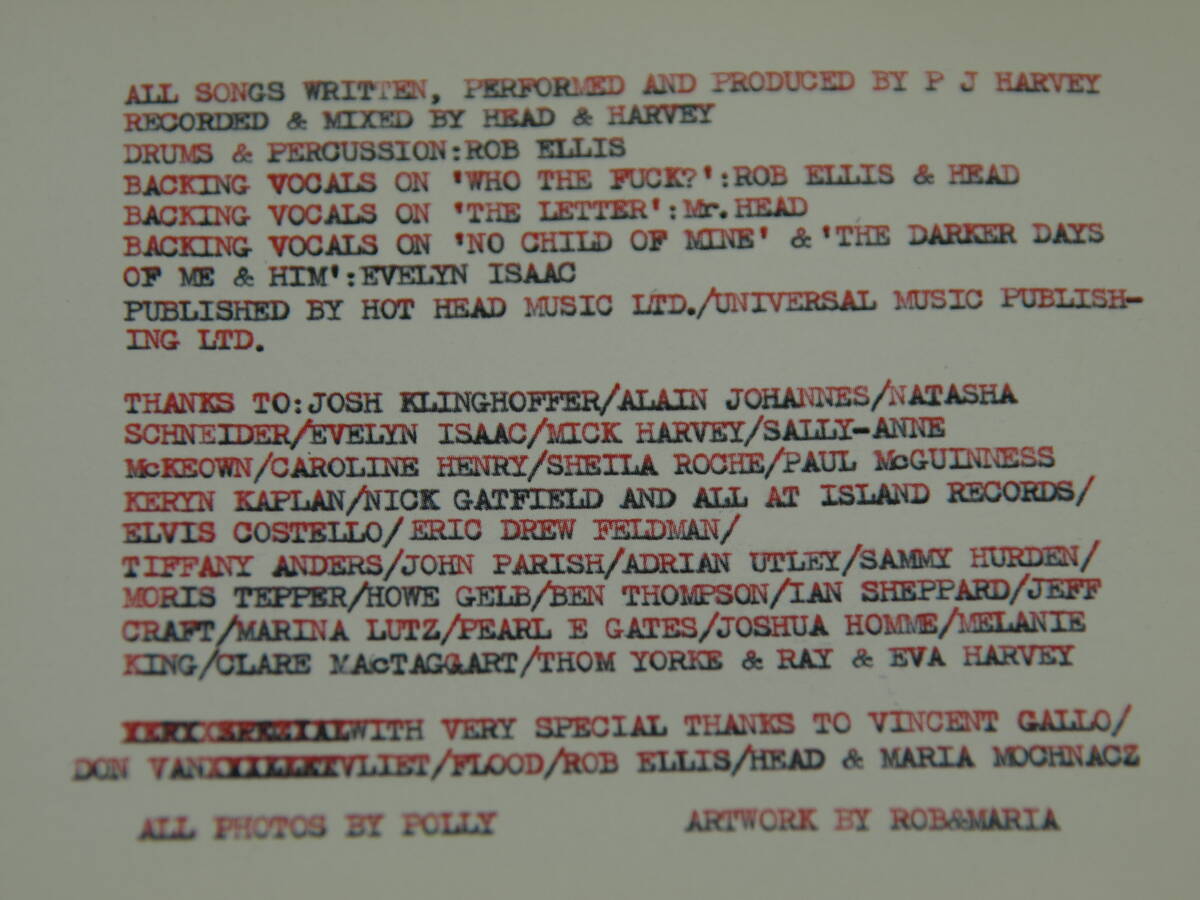 ALL SONGS WRITTEN, PERFORMED AND PRODUCED BY P J HARVEY
RECORDED & MIXED BY HEAD & HARVEY
DRUMS & PERCUSSION:ROB ELLIS
BACKING VOCALS ON 'WHO THE FUCK?':ROB ELLIS & HEAD
BACKING VOCALS ON 'THE LETTER':Mr.HEAD
BACKING VOCALS ON 'NO CHILD OF MINE' & 'THE DARKER DAYS
OF ME & HIM':EVELYN ISAAC
PUBLISHED BY HOT HEAD MUSIC LTD./UNIVERSAL MUSIC PUBLISH-
ING LTD.
THANKS TO:JOSH KLINGHOFFER/ALAIN JOHANNES/NATASHA
SCHNEIDER/EVELYN ISAAC/MICK HARVEY/SALLY-ANNE
McKEOWN/CAROLINE HENRY/SHEILA ROCHE/PAUL McGUINNESS
KERYN KAPLAN/NICK GATFIELD AND ALL AT ISLAND RECORDS/
ELVIS COSTELLO/ERIC DREW FELDMAN/
TIFFANY ANDERS/JOHN PARISH/ADRIAN UTLEY/SAMMY HURDEN/
MORIS TEPPER/HOWE GELB/BEN THOMPSON/IAN SHEPPARD/JEFF
CRAFT/MARINA LUTZ/PEARL E GATES/JOSHUA HOMME/MELANIE
KING/CLARE MAcTAGGART/THOM YORKE & RAY & EVA HARVEY
WITH VERY SPECIAL THANKS TO VINCENT GALLO/
DON VAN VLIET/FLOOD/ROB ELLIS/HEAD & MARIA MOCHNACZ
ALL PHOTOS BY POLLY
ARTWORK BY ROB&MARIA